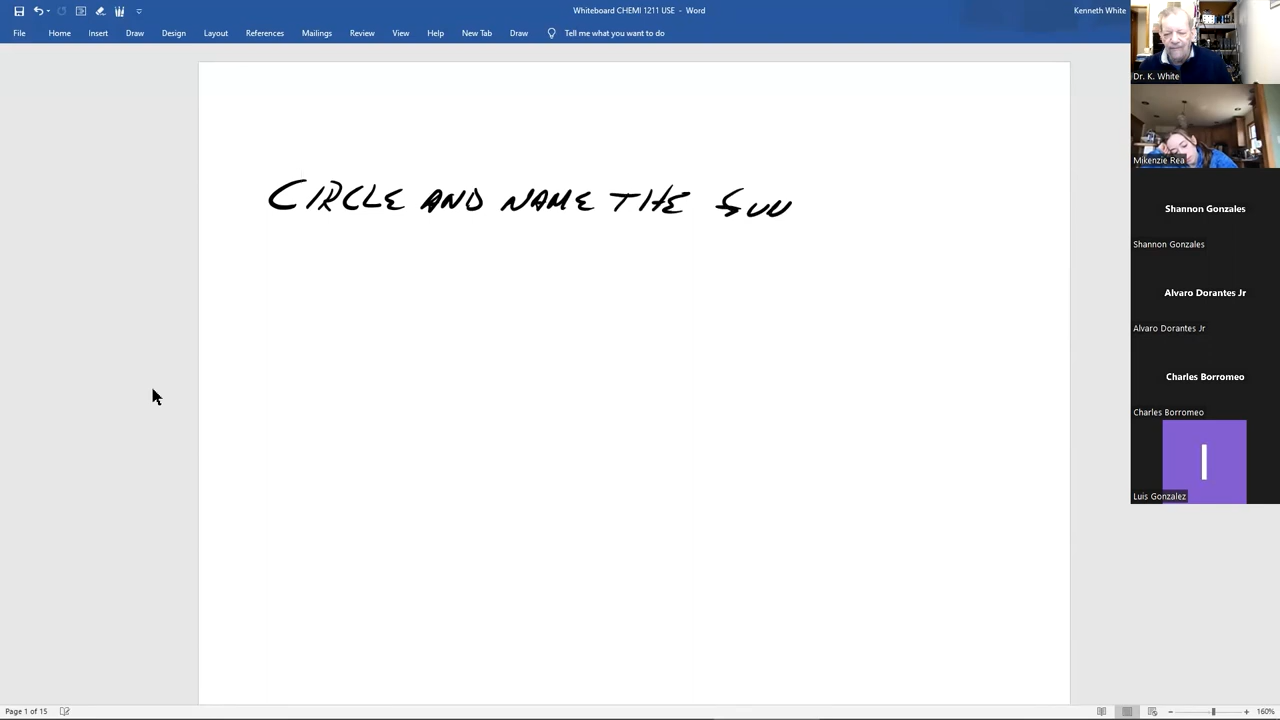 Whiteboard CHEMI 1211 USE - Word
Kenneth White
File Home Insert Draw Design Layout References Mailings Review View Help New Tab Draw Tell me what you want to do
CIRCLE AND NAME THE SUU
Dr. K. White
Mikenzie Rea
Shannon Gonzales
Shannon Gonzales
Alvaro Dorantes Jr
Alvaro Dorantes Jr
Charles Borromeo
Charles Borromeo
I
Luis Gonzalez
Page 1 of 15
160%